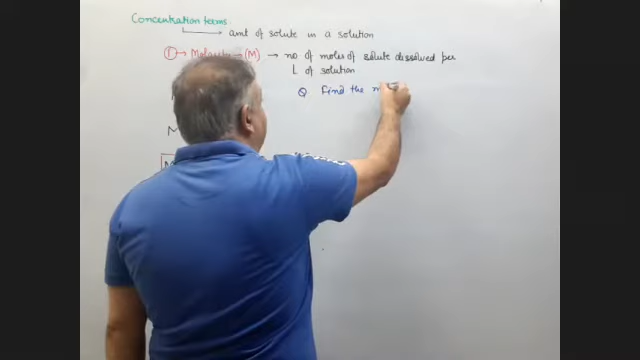 Concentration terms
amt of solute in a solution
① → Molarity → (M) → no of moles of solute dissolved per
L of solution
Q Find the
M